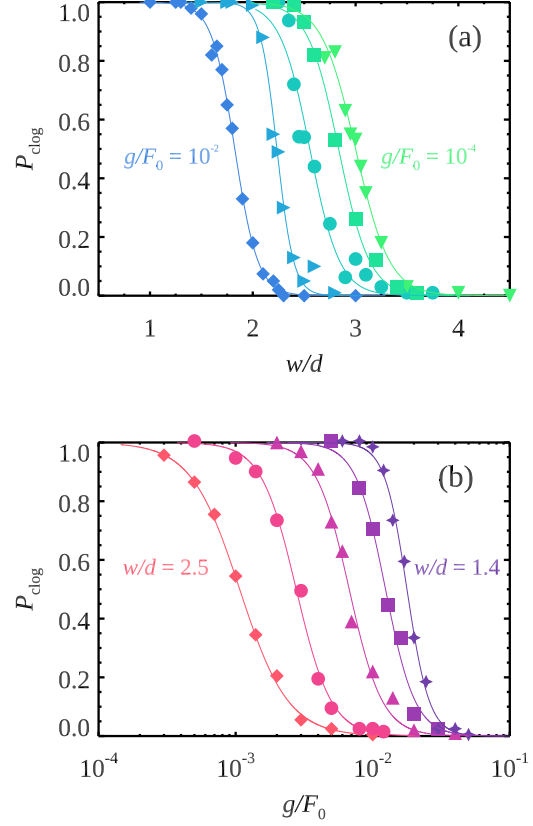 1.0
(a)
0.8
0.6
P_clog
g/F_0 = 10^-2
g/F_0 = 10^-4
0.4
0.2
0.0
1 2 3 4
w/d
1.0
(b)
0.8
0.6
P_clog
w/d = 2.5
w/d = 1.4
0.4
0.2
0.0
10^-4 10^-3 10^-2 10^-1
g/F_0